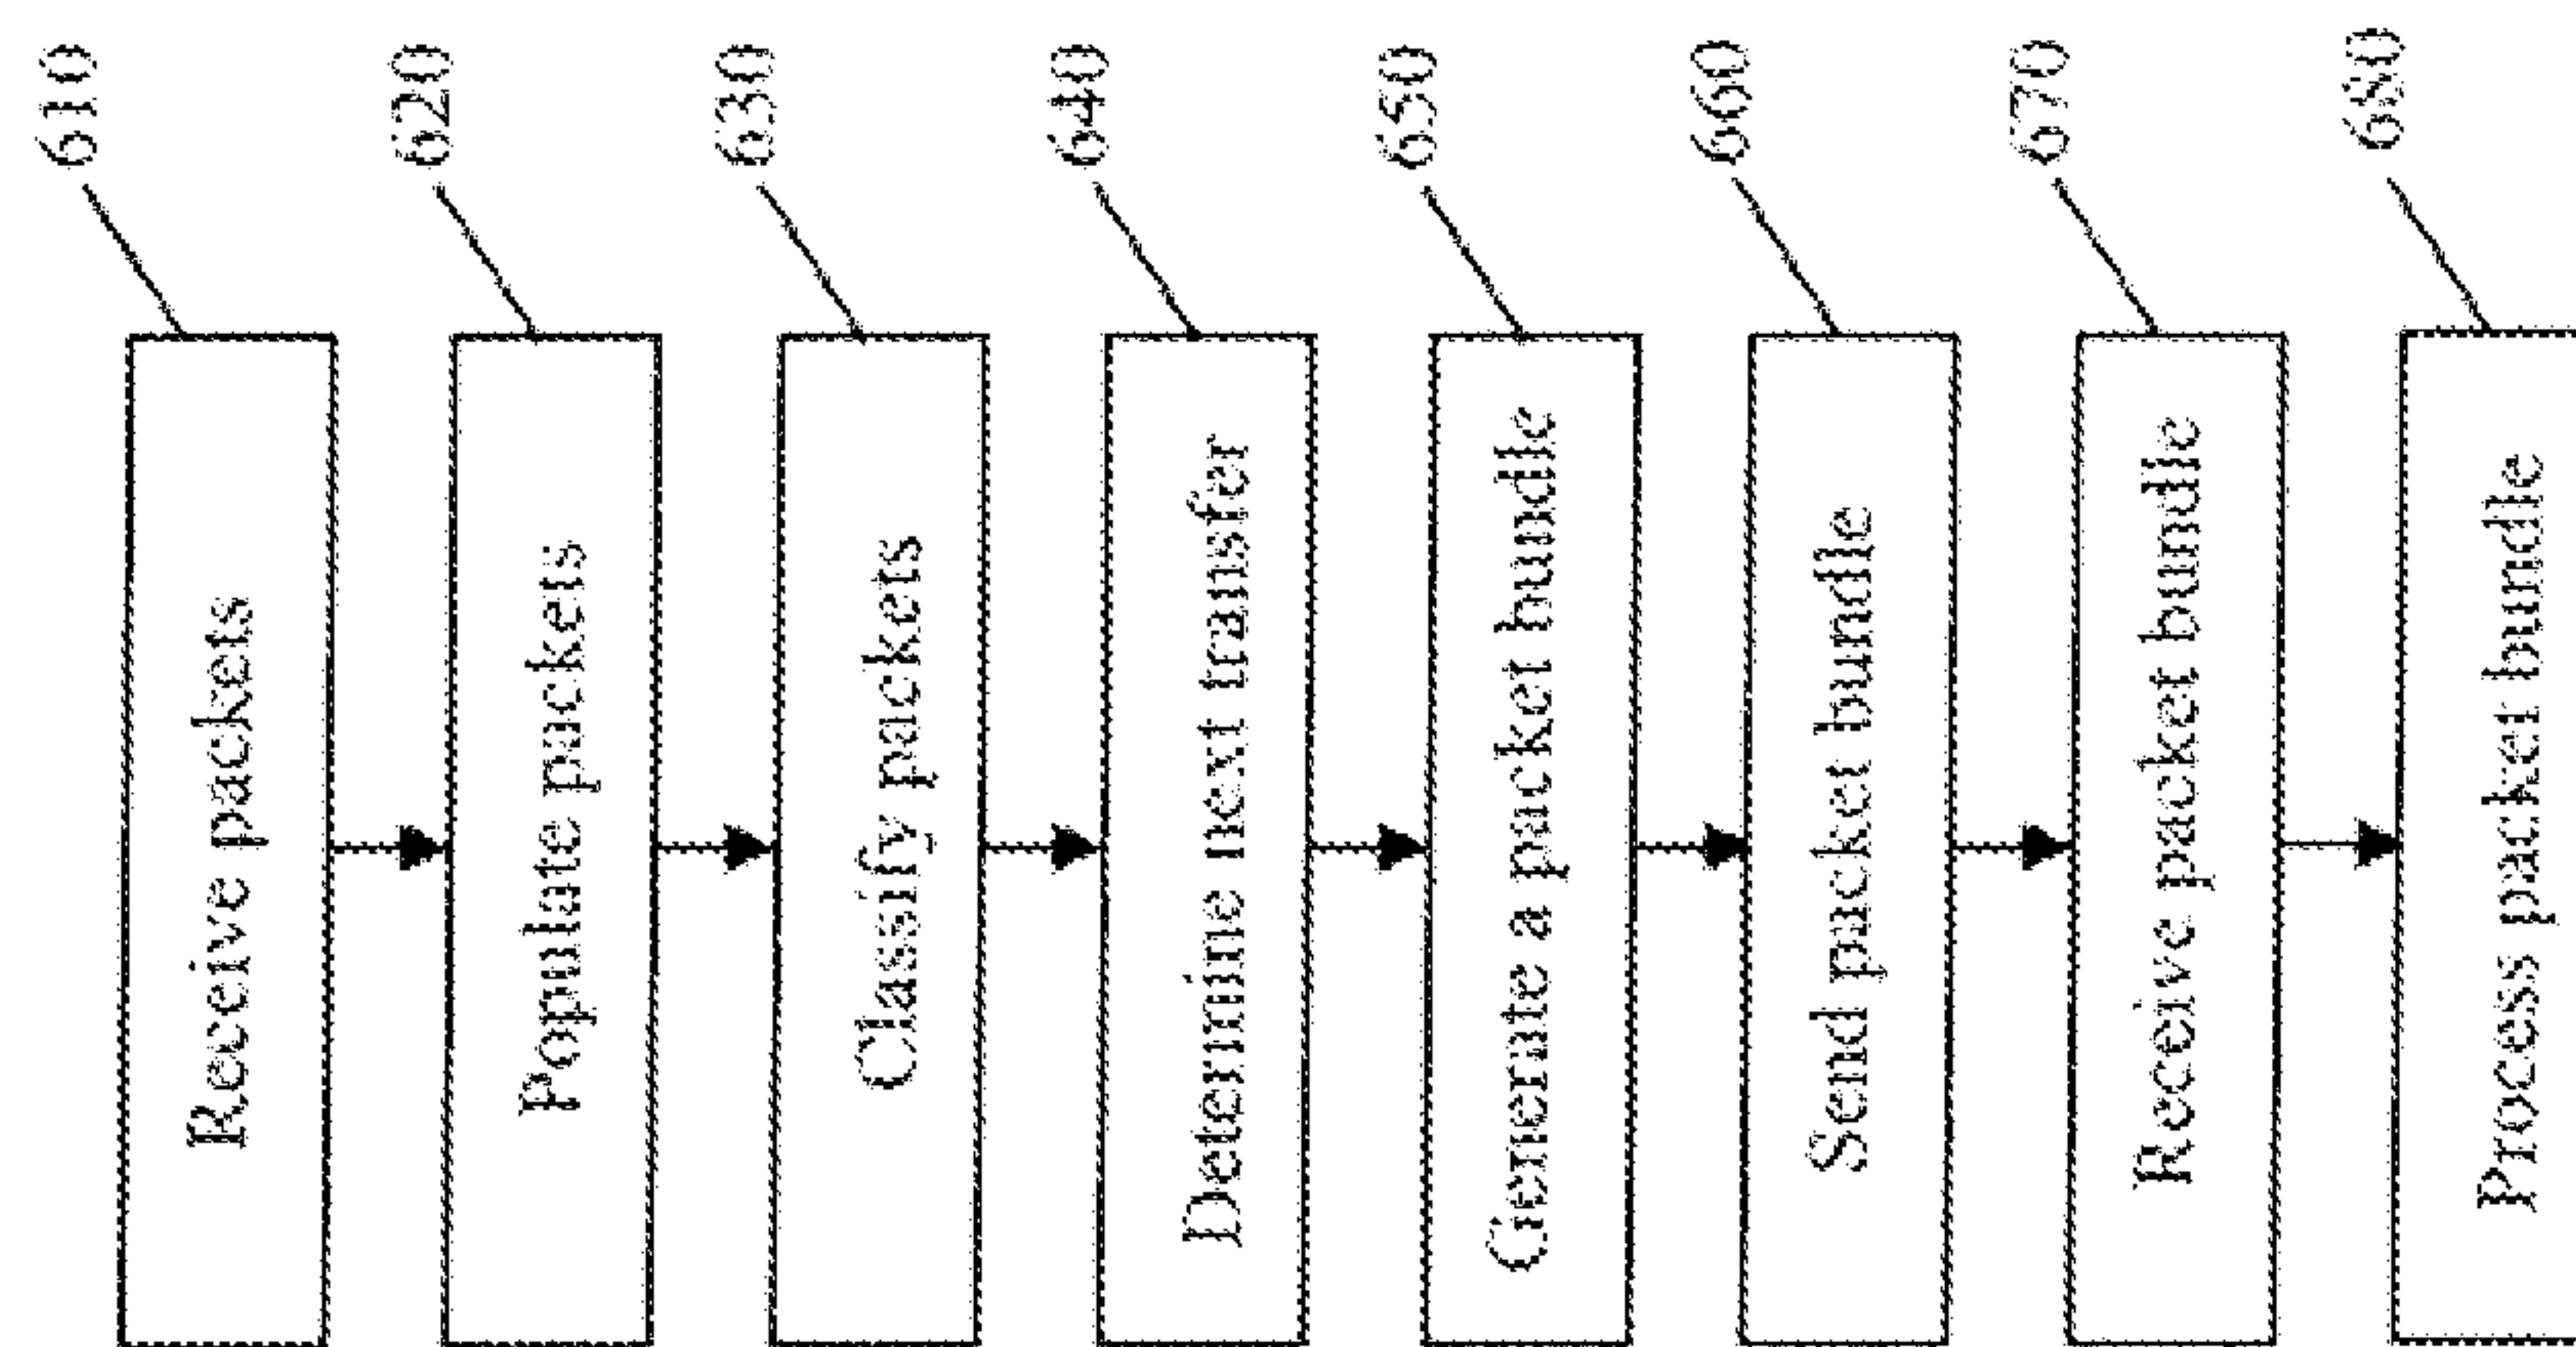 610
Receive packets
620
Populate packets
630
Classify packets
640
Determine next transfer
650
Generate a packet bundle
660
Send packet bundle
670
Receive packet bundle
680
Process packet bundle